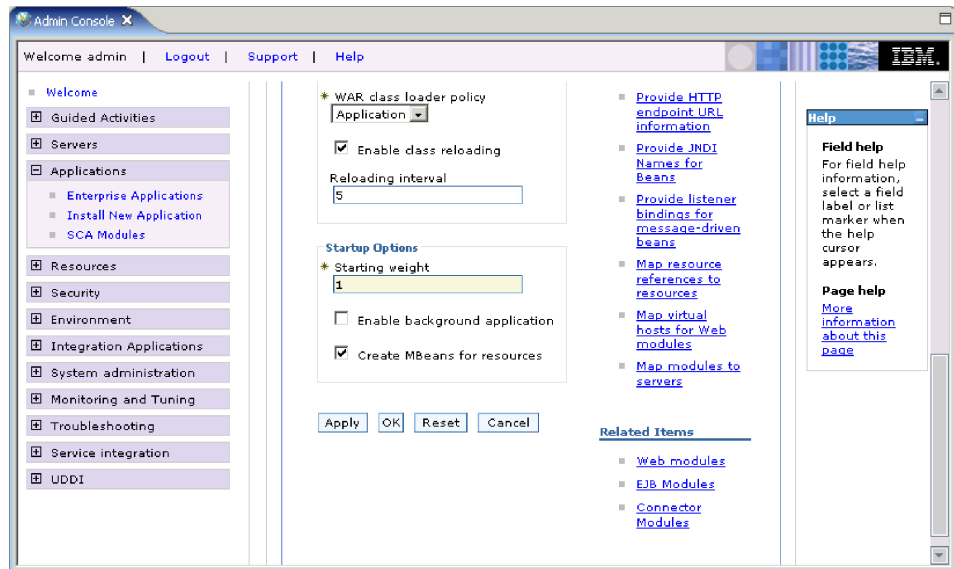 Admin Console
Welcome admin | Logout | Support | Help
IBM.
Welcome
Guided Activities
Servers
Applications
Enterprise Applications
Install New Application
SCA Modules
Resources
Security
Environment
Integration Applications
System administration
Monitoring and Tuning
Troubleshooting
Service integration
UDDI
* WAR class loader policy
Application
Enable class reloading
Reloading interval
5
Startup Options
* Starting weight
1
Enable background application
Create MBeans for resources
Apply OK Reset Cancel
Provide HTTP
endpoint URL
information
Provide JNDI
Names for
Beans
Provide listener
bindings for
message-driven
beans
Map resource
references to
resources
Map virtual
hosts for Web
modules
Map modules to
servers
Related Items
Web modules
EJB Modules
Connector
Modules
Help
Field help
For field help
information,
select a field
label or list
marker when
the help
cursor
appears.
Page help
More
information
about this
page